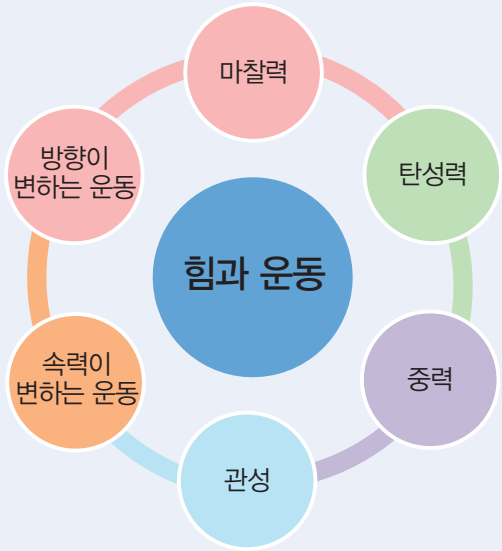 마찰력
방향이
변하는 운동
탄성력
힘과 운동
속력이
변하는 운동
중력
관성